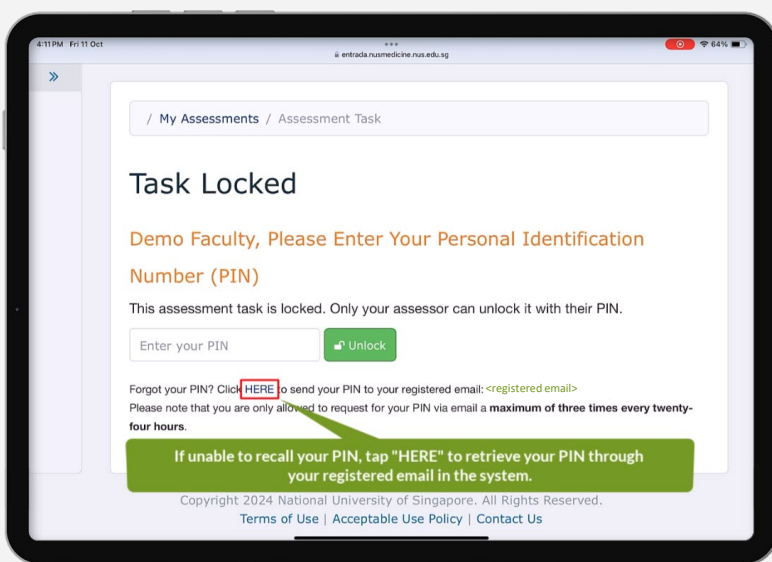 4:11 PM Fri 11 Oct
64%
entrada.nusmedicine.nus.edu.sg
/ My Assessments / Assessment Task
Task Locked
Demo Faculty, Please Enter Your Personal Identification
Number (PIN)
This assessment task is locked. Only your assessor can unlock it with their PIN.
Enter your PIN
Unlock
Forgot your PIN? Click HERE to send your PIN to your registered email: <registered email>
Please note that you are only allowed to request for your PIN via email a maximum of three times every twenty-
four hours.
If unable to recall your PIN, tap "HERE" to retrieve your PIN through
your registered email in the system.
Copyright 2024 National University of Singapore. All Rights Reserved.
Terms of Use | Acceptable Use Policy | Contact Us